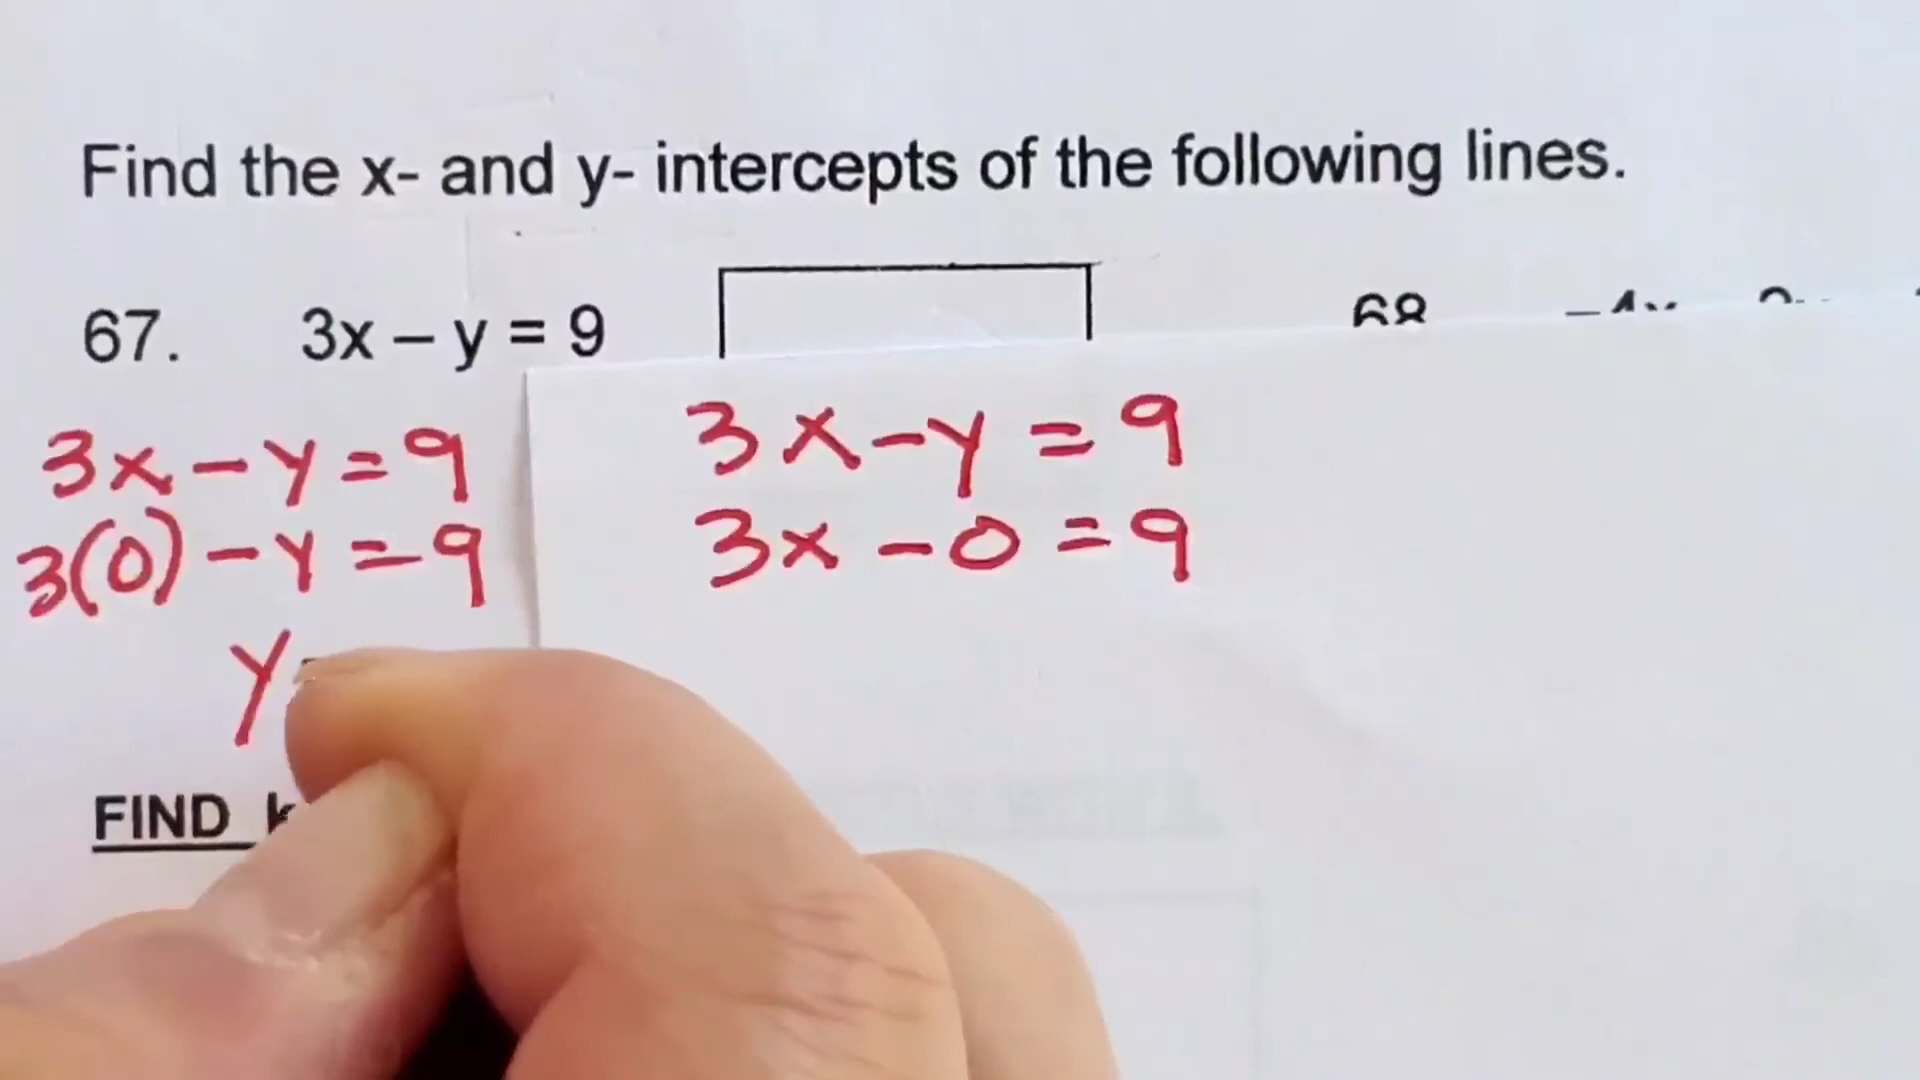 Find the x- and y- intercepts of the following lines.
67. 3x – y = 9
68
3x - y = 9
3(0) - y = 9
y
3x - y = 9
3x - 0 = 9
FIND